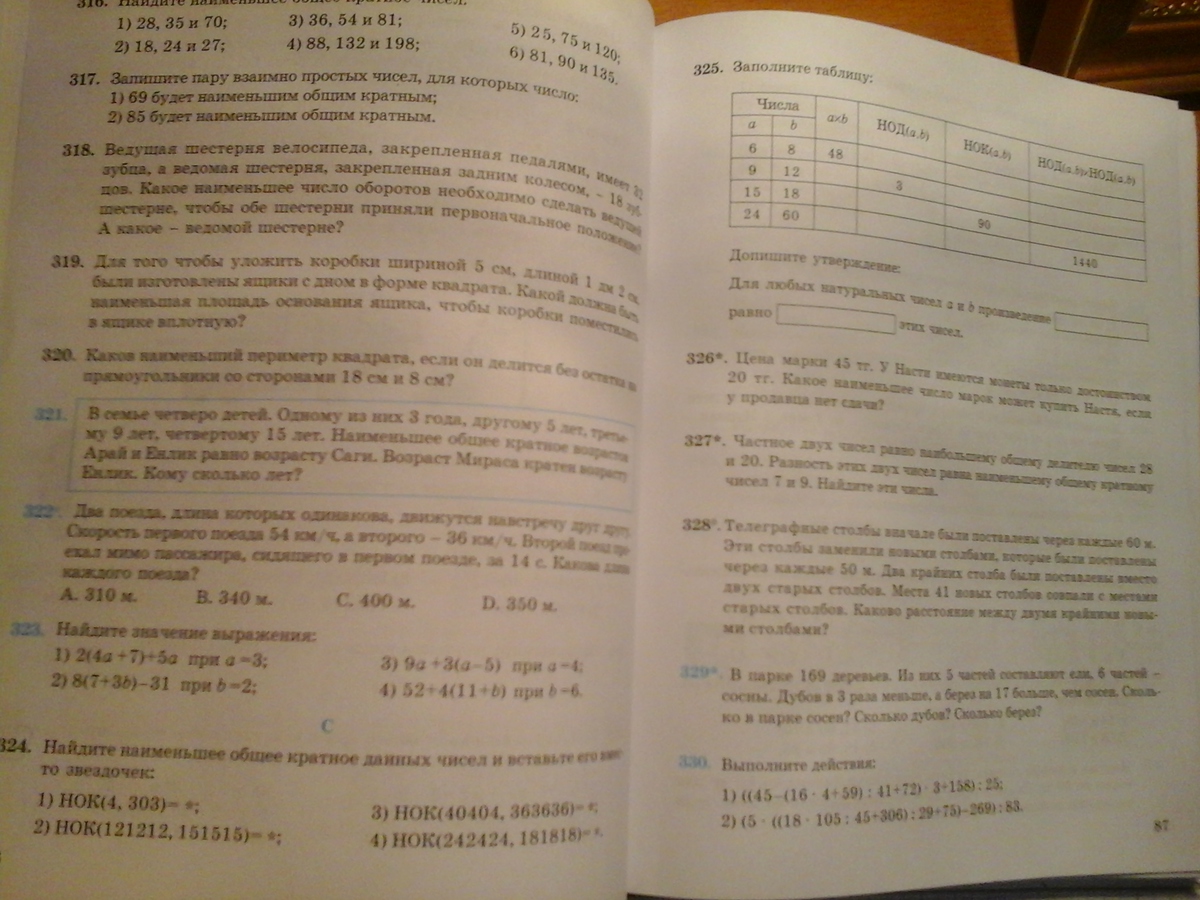 316. Найдите наименьшее общее кратное чисел:
1) 28, 35 и 70;
3) 36, 54 и 81;
5) 25, 75 и 120;
2) 18, 24 и 27;
4) 88, 132 и 198;
6) 81, 90 и 135.
317. Запишите пару взаимно простых чисел, для которых число:
1) 69 будет наименьшим общим кратным;
2) 85 будет наименьшим общим кратным.
318. Ведущая шестерня велосипеда, закрепленная педалями, имеет 32
зубца, а ведомая шестерня, закрепленная задним колесом, – 18 зуб-
цов. Какое наименьшее число оборотов необходимо сделать ведущей
шестерне, чтобы обе шестерни приняли первоначальное положение?
А какое – ведомой шестерне?
319. Для того чтобы уложить коробки шириной 5 см, длиной 1 дм 2 см,
были изготовлены ящики с дном в форме квадрата. Какой должна быть
наименьшая площадь основания ящика, чтобы коробки поместились
в ящике вплотную?
320. Каков наименьший периметр квадрата, если он делится без остатка на
прямоугольники со сторонами 18 см и 8 см?
321. В семье четверо детей. Одному из них 3 года, другому 5 лет, третье-
му 9 лет, четвертому 15 лет. Наименьшее общее кратное возрастов
Арай и Енлик равно возрасту Саги. Возраст Мираса кратен возрасту
Енлик. Кому сколько лет?
322*. Два поезда, длина которых одинакова, движутся навстречу друг другу.
Скорость первого поезда 54 км/ч, а второго – 36 км/ч. Второй поезд про-
ехал мимо пассажира, сидящего в первом поезде, за 14 с. Какова длина
каждого поезда?
А. 310 м. В. 340 м. С. 400 м. D. 350 м.
323. Найдите значение выражения:
1) 2(4a+7)+5a при a=3;
3) 9a+3(a–5) при a=4;
2) 8(7+3b)–31 при b=2;
4) 52+4(11+b) при b=6.
С
324. Найдите наименьшее общее кратное данных чисел и вставьте его вмес-
то звездочек:
1) НОК(4, 303)= *;
3) НОК(40404, 363636)= *;
2) НОК(121212, 151515)= *;
4) НОК(242424, 181818)= *.
325. Заполните таблицу:
Числа a×b НОД(a,b) НОК(a,b) НОД(a,b)×НОД(a,b)
a b
6 8 48
9 12 3
15 18 90
24 60 1440
Допишите утверждение:
Для любых натуральных чисел a и b произведение
равно этих чисел.
326*. Цена марки 45 тг. У Насти имеются монеты только достоинством
20 тг. Какое наименьшее число марок может купить Настя, если
у продавца нет сдачи?
327*. Частное двух чисел равно наибольшему общему делителю чисел 28
и 20. Разность этих двух чисел равна наименьшему общему кратному
чисел 7 и 9. Найдите эти числа.
328*. Телеграфные столбы вначале были поставлены через каждые 60 м.
Эти столбы заменили новыми столбами, которые были поставлены
через каждые 50 м. Два крайних столба были поставлены вместо
двух старых столбов. Места 41 новых столбов совпали с местами
старых столбов. Каково расстояние между двумя крайними новы-
ми столбами?
329*. В парке 169 деревьев. Из них 5 частей составляют ели, 6 частей –
сосны. Дубов в 3 раза меньше, а берез на 17 больше, чем сосен. Сколь-
ко в парке сосен? Сколько дубов? Сколько берез?
330. Выполните действия:
1) ((45–(16 · 4+59) : 41+72) · 3+158) : 25;
2) (5 · ((18 · 105 : 45+306) : 29+75)–269) : 83.
87